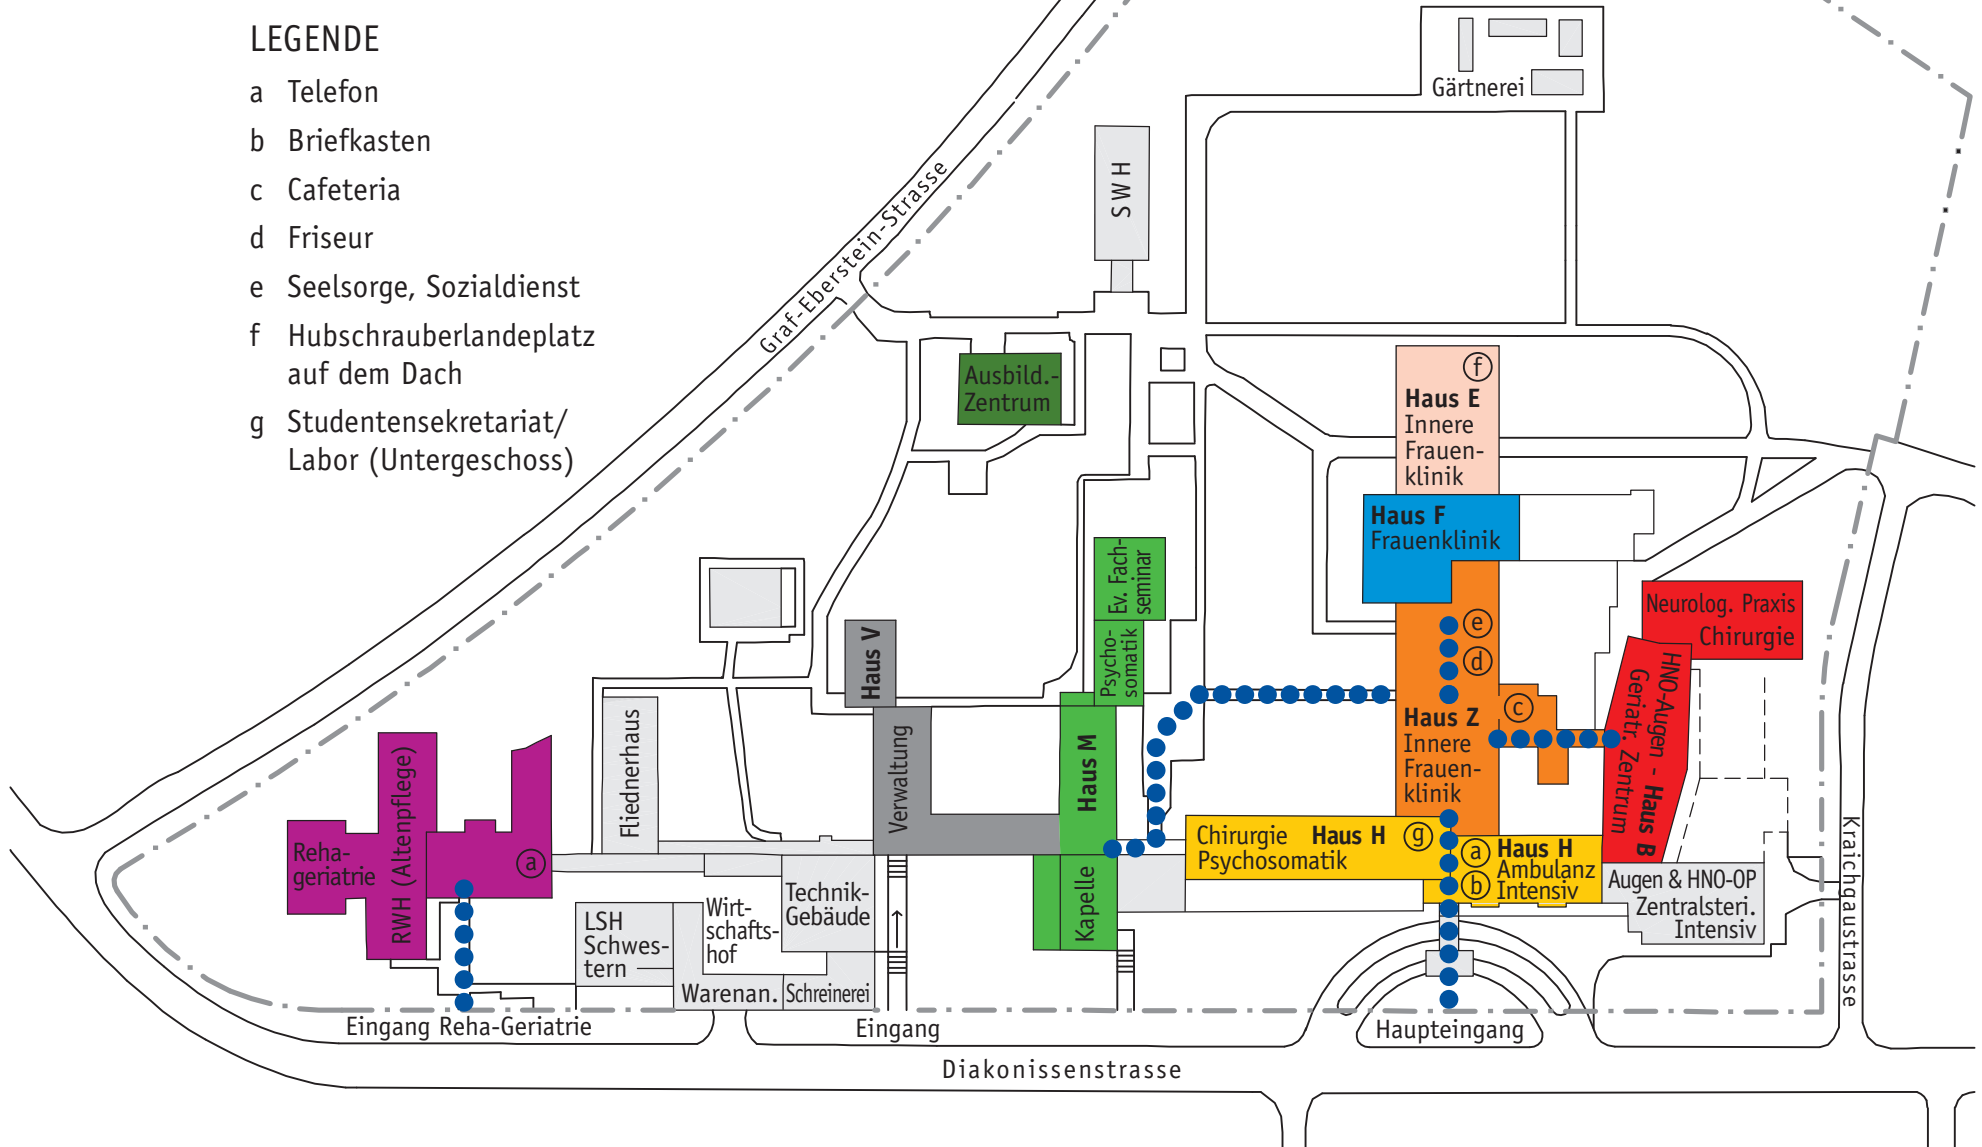 LEGENDE
a Telefon
b Briefkasten
c Cafeteria
d Friseur
e Seelsorge, Sozialdienst
f Hubschrauberlandeplatz
auf dem Dach
g Studentensekretariat/
Labor (Untergeschoss)
Gärtnerei
SWH
Graf-Eberstein-Strasse
Ausbild.-
Zentrum
f
Haus E
Innere
Frauen-
klinik
Haus F
Frauenklinik
Ev. Fach-
seminar
Psycho-
somatik
Haus V
Verwaltung
Haus M
Kapelle
e
d
c
Haus Z
Innere
Frauen-
klinik
Neurolog. Praxis
Chirurgie
HNO-Augen - Haus B
Geriatr. Zentrum
Fliednerhaus
RWH (Altenpflege)
Reha-
geriatrie
a
Chirurgie Haus H
Psychosomatik
g
a
b
Haus H
Ambulanz
Intensiv
Augen & HNO-OP
Zentralsteri.
Intensiv
Technik-
Gebäude
Wirt-
schafts-
hof
LSH
Schwes-
tern
Warenan.
Schreinerei
Kraichgaustrasse
Eingang Reha-Geriatrie
Eingang
Haupteingang
Diakonissenstrasse